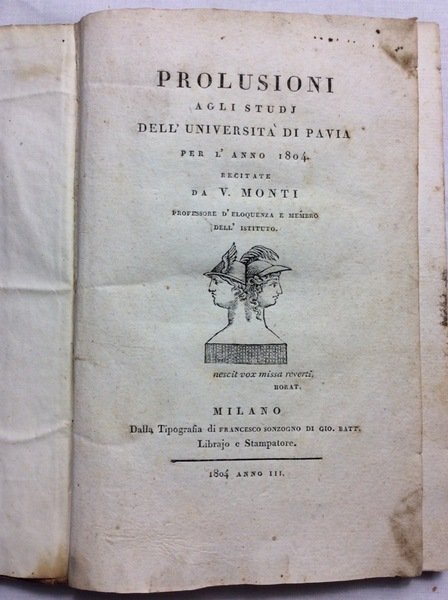 PROLUSIONI
AGLI STUDJ
DELL' UNIVERSITÀ DI PAVIA
PER L' ANNO 1804.
RECITATE
DA V. MONTI
PROFESSORE D' ELOQUENZA E MEMBRO
DELL' ISTITUTO.
nescit vox missa reverti,
HORAT.
MILANO
Dalla Tipografia di FRANCESCO SONZOGNO DI GIO. BATT.
Librajo e Stampatore.
1804 ANNO III.